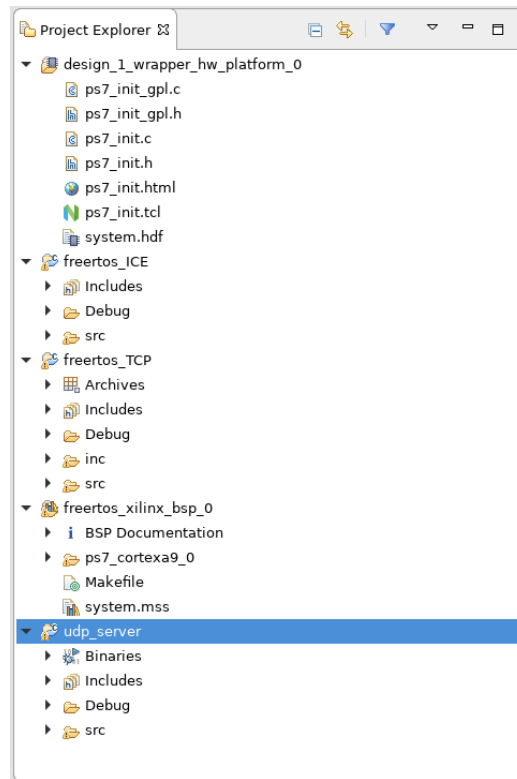 Project Explorer
design_1_wrapper_hw_platform_0
ps7_init_gpl.c
ps7_init_gpl.h
ps7_init.c
ps7_init.h
ps7_init.html
ps7_init.tcl
system.hdf
freertos_ICE
Includes
Debug
src
freertos_TCP
Archives
Includes
Debug
inc
src
freertos_xilinx_bsp_0
BSP Documentation
ps7_cortexa9_0
Makefile
system.mss
udp_server
Binaries
Includes
Debug
src